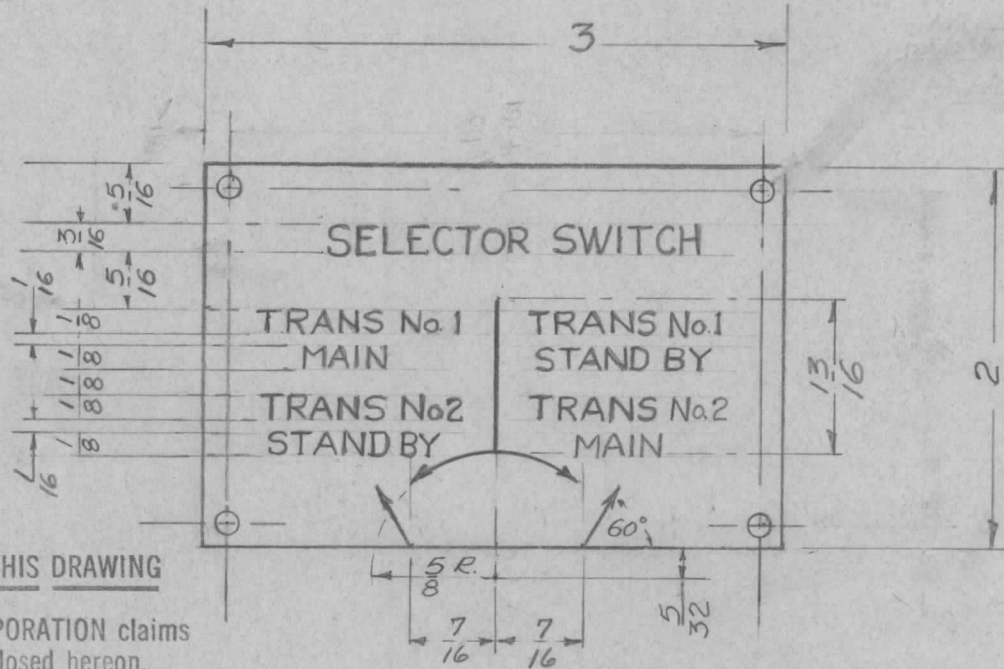 3
5/16
3/16
SELECTOR SWITCH
5/16
1/16
1/8
TRANS No.1 TRANS No.1
1/8
MAIN STAND BY
2
13/16
1/8
1/8
TRANS No2 TRANS No.2
1/8
STAND BY MAIN
1/16
60°
HIS DRAWING
5/8 R.
5/32
PORATION claims
7/16 7/16
losed hereon.